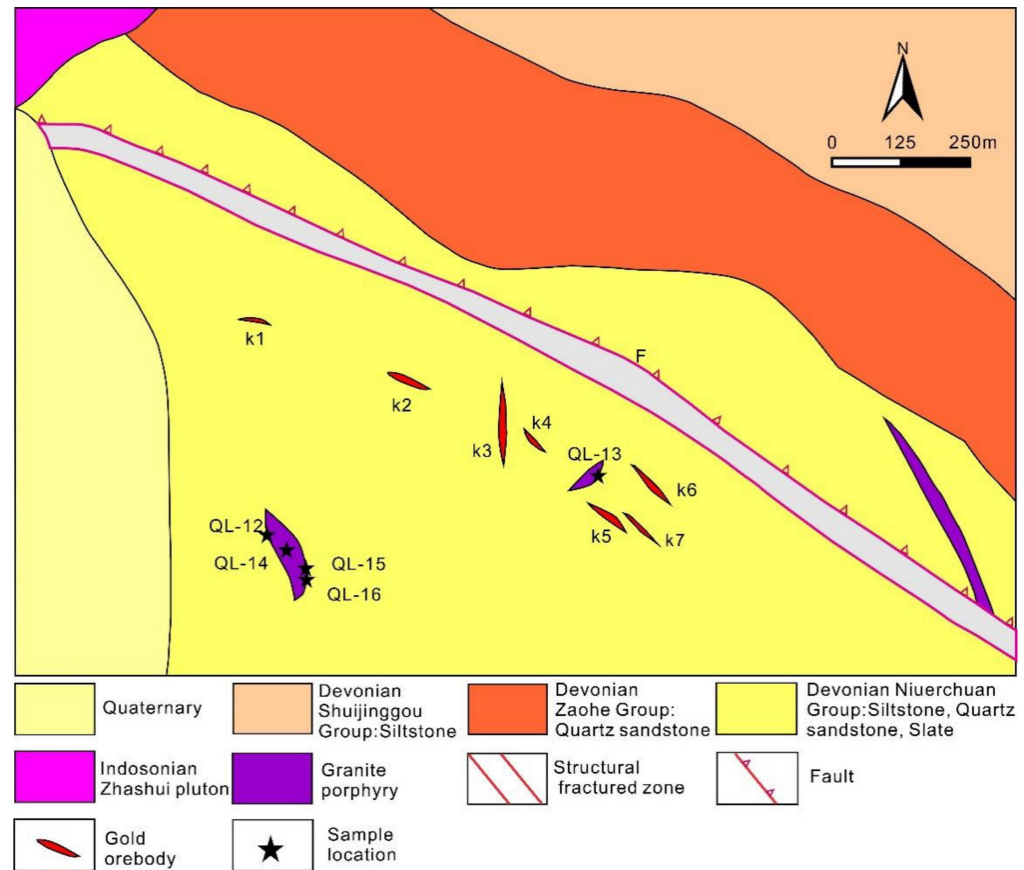 N
0 125 250m
F
k1
k2
k3
k4
QL-13
k6
k5
k7
QL-12
QL-14
QL-15
QL-16
Quaternary
Devonian
Shuijinggou
Group:Siltstone
Devonian
Zaohe Group:
Quartz sandstone
Devonian Niuerchuan
Group:Siltstone, Quartz
sandstone, Slate
Indosonian
Zhashui pluton
Granite
porphyry
Structural
fractured zone
Fault
Gold
orebody
Sample
location